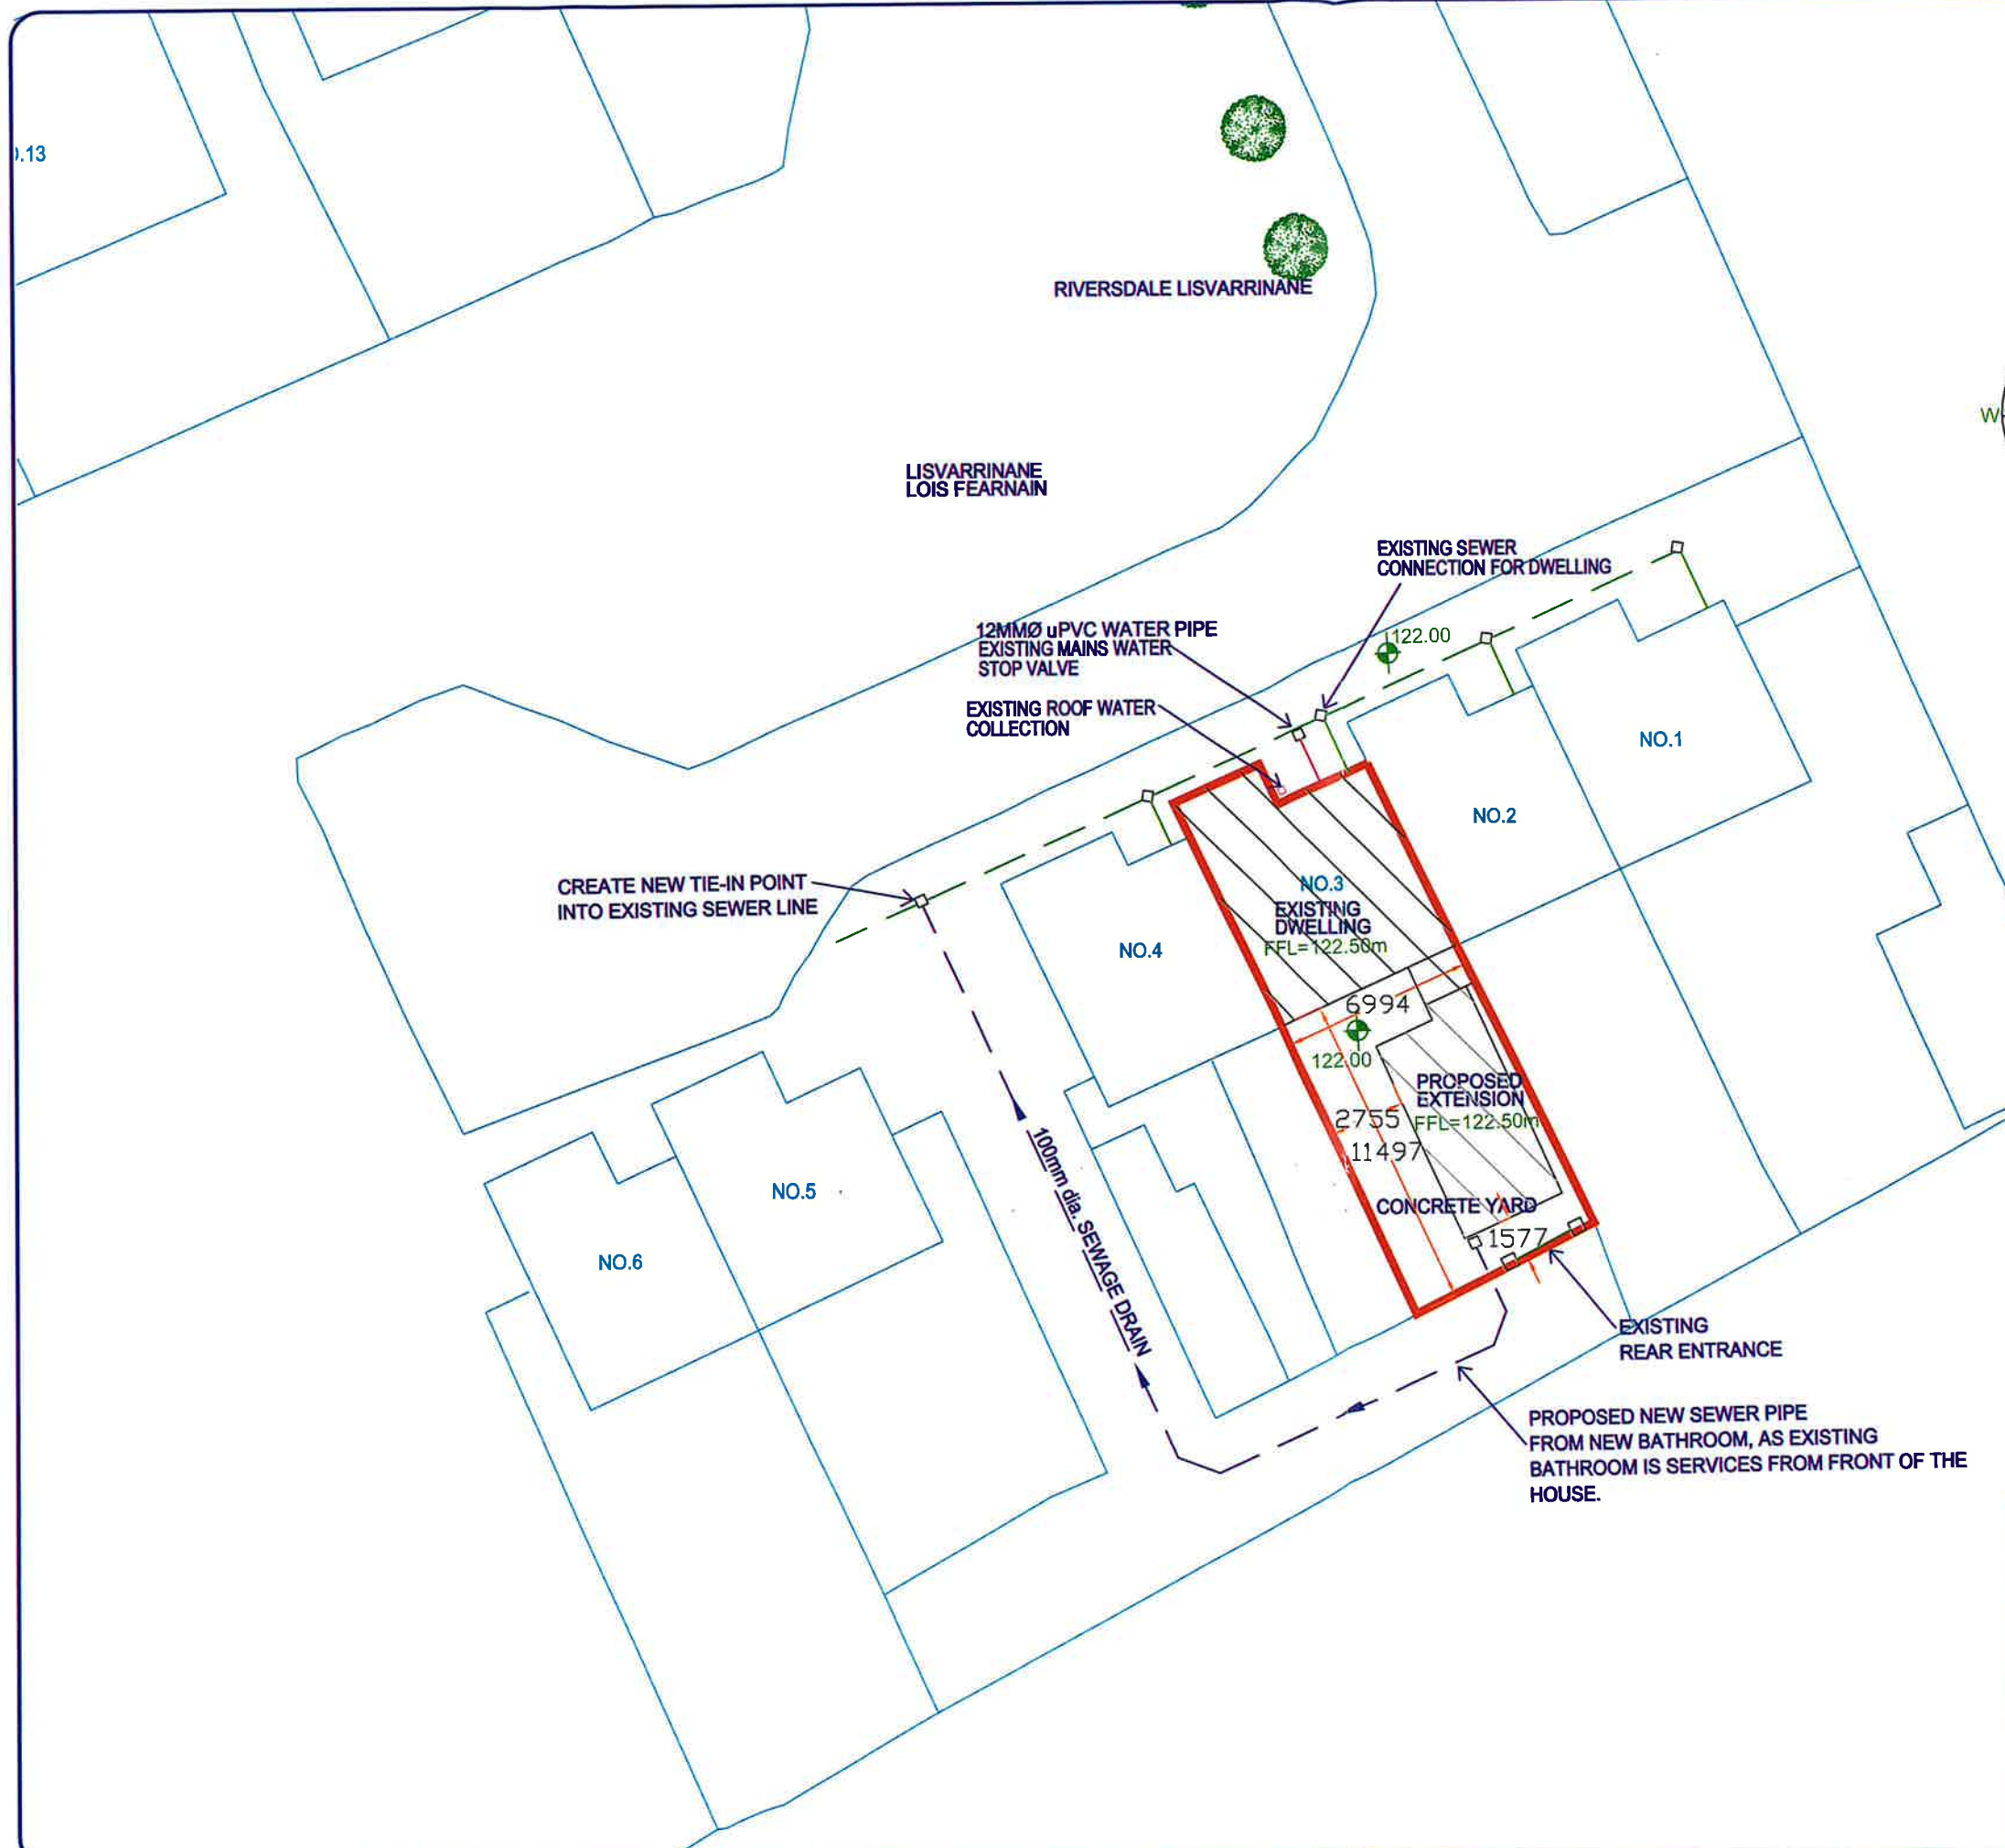 .13
RIVERSDALE LISVARRINANE
W
LISVARRINANE
LOIS FEARNAIN
EXISTING SEWER
CONNECTION FOR DWELLING
12MMØ uPVC WATER PIPE
EXISTING MAINS WATER
STOP VALVE
122.00
EXISTING ROOF WATER
COLLECTION
NO.1
NO.2
CREATE NEW TIE-IN POINT
INTO EXISTING SEWER LINE
NO.3
EXISTING
DWELLING
FFL=122.50m
NO.4
6994
122.00
PROPOSED
EXTENSION
FFL=122.50m
2755
11497
100mm dia. SEWAGE DRAIN
NO.5
CONCRETE YARD
1577
NO.6
EXISTING
REAR ENTRANCE
PROPOSED NEW SEWER PIPE
FROM NEW BATHROOM, AS EXISTING
BATHROOM IS SERVICES FROM FRONT OF THE
HOUSE.